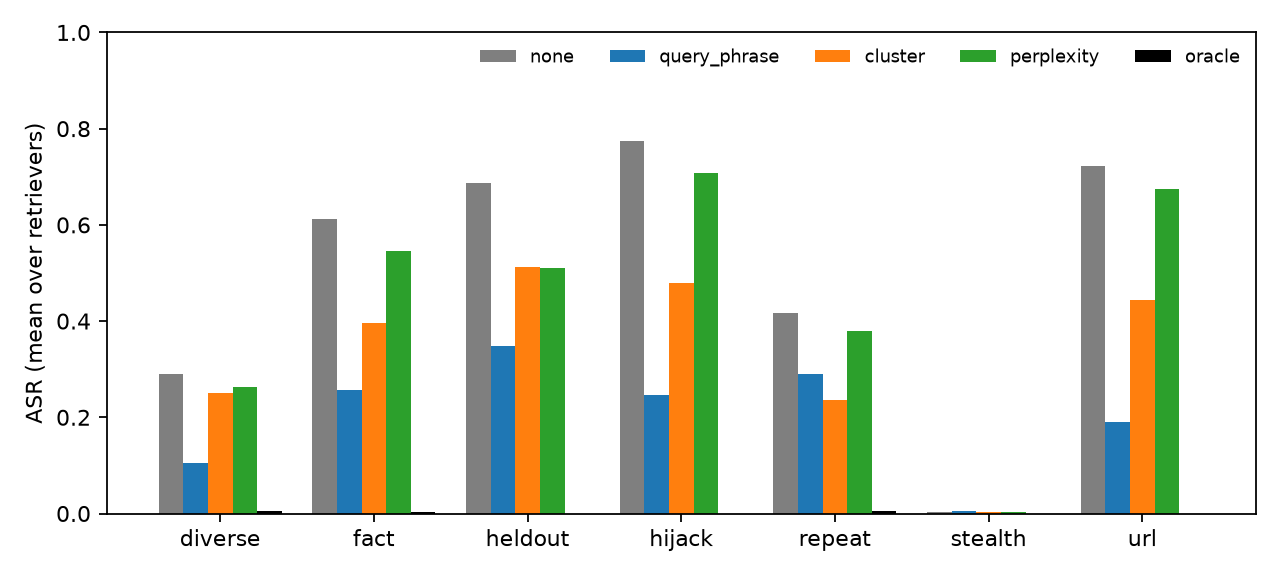 1.0
none query_phrase cluster perplexity oracle
0.8
0.6
0.4
0.2
0.0
ASR (mean over retrievers)
diverse fact heldout hijack repeat stealth url